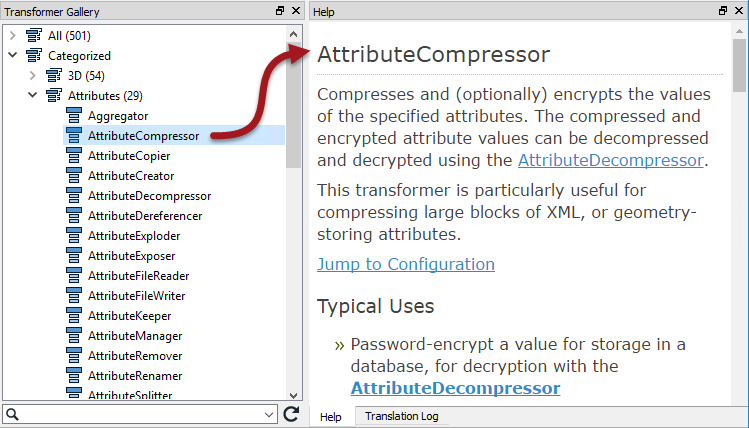 Transformer Gallery
All (501)
Categorized
3D (54)
Attributes (29)
Aggregator
AttributeCompressor
AttributeCopier
AttributeCreator
AttributeDecompressor
AttributeDereferencer
AttributeExploder
AttributeExposer
AttributeFileReader
AttributeFileWriter
AttributeKeeper
AttributeManager
AttributeRemover
AttributeRenamer
AttributeSplitter
Help
AttributeCompressor
Compresses and (optionally) encrypts the values
of the specified attributes. The compressed and
encrypted attribute values can be decompressed
and decrypted using the AttributeDecompressor.
This transformer is particularly useful for
compressing large blocks of XML, or geometry-
storing attributes.
Jump to Configuration
Typical Uses
» Password-encrypt a value for storage in a
database, for decryption with the
AttributeDecompressor
Help
Translation Log